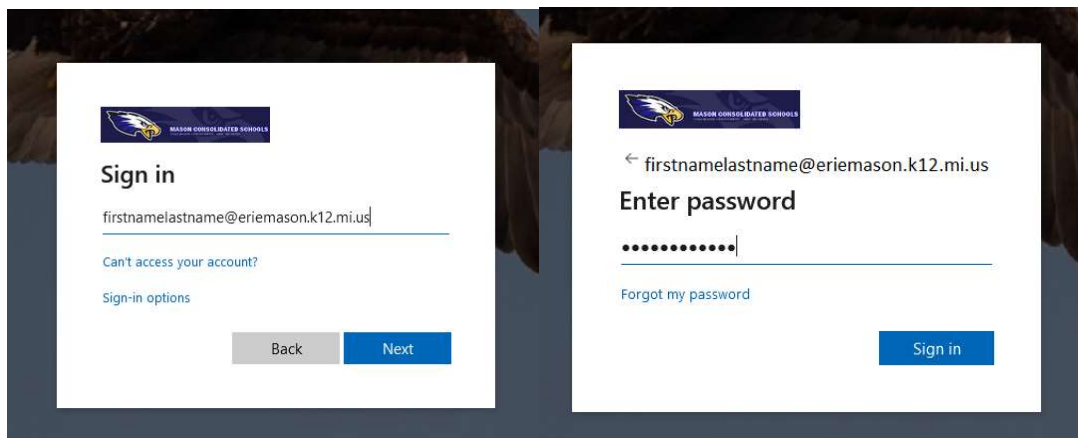 MASON CONSOLIDATED SCHOOLS
Sign in
firstnamelastname@eriemason.k12.mi.us
Can't access your account?
Sign-in options
Back
Next
MASON CONSOLIDATED SCHOOLS
← firstnamelastname@eriemason.k12.mi.us
Enter password
••••••••••••
Forgot my password
Sign in